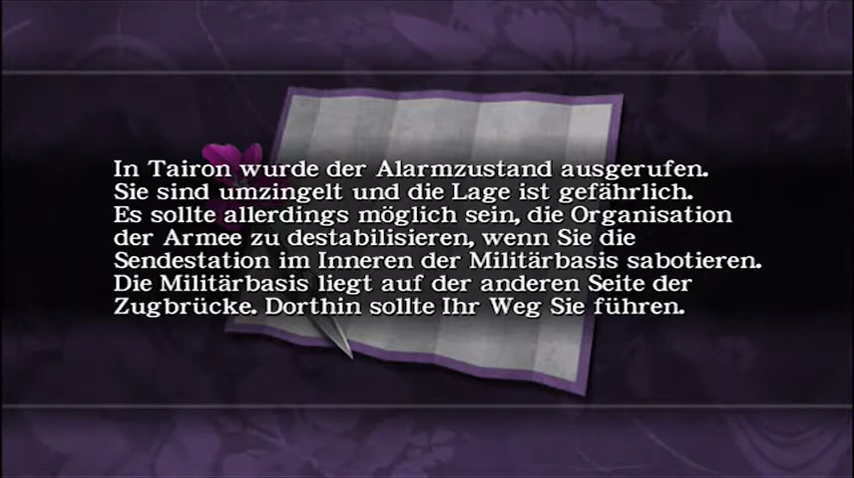 In Tairon wurde der Alarmzustand ausgerufen.
Sie sind umzingelt und die Lage ist gefährlich.
Es sollte allerdings möglich sein, die Organisation
der Armee zu destabilisieren, wenn Sie die
Sendestation im Inneren der Militärbasis sabotieren.
Die Militärbasis liegt auf der anderen Seite der
Zugbrücke. Dorthin sollte Ihr Weg Sie führen.